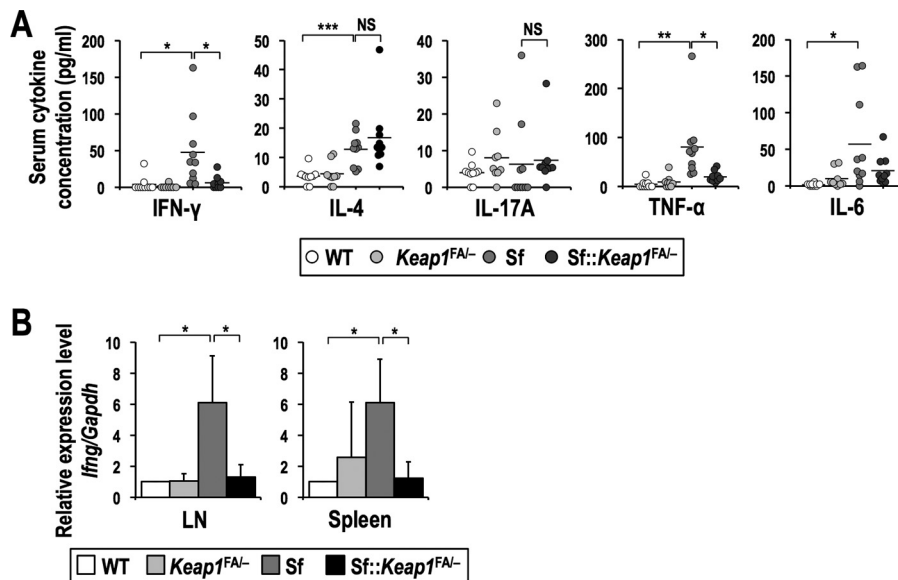 A
Serum cytokine
concentration (pg/ml)
200
150
100
50
0
*
*
IFN-γ
50
40
30
20
10
0
***
NS
IL-4
40
30
20
10
0
NS
IL-17A
300
200
100
0
**
*
TNF-α
200
150
100
50
0
*
IL-6
WT Keap1FA/– Sf Sf::Keap1FA/–
B
Relative expression level
Ifng/Gapdh
10
8
6
4
2
0
*
*
LN
10
8
6
4
2
0
*
*
Spleen
WT Keap1FA/– Sf Sf::Keap1FA/–